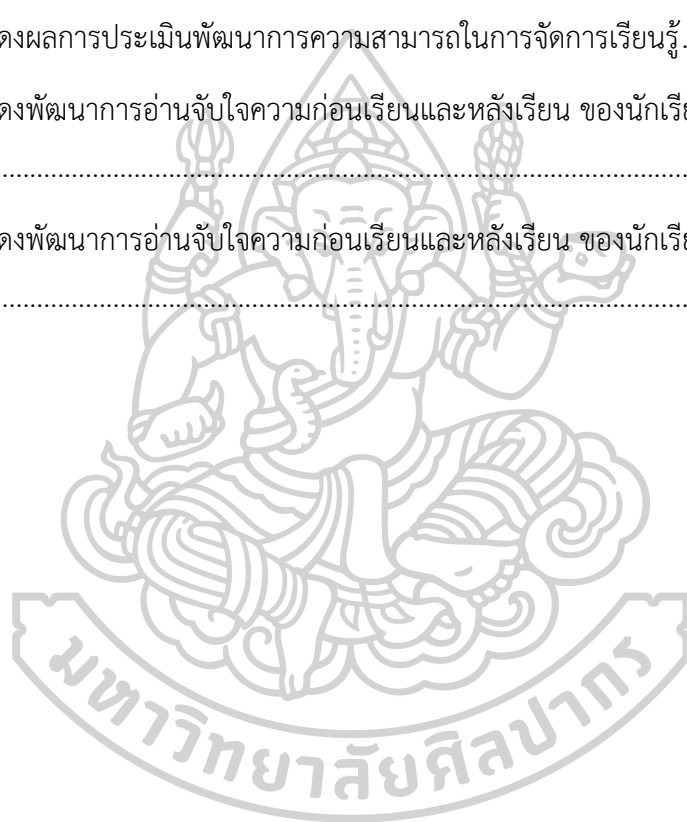 ดงผลการประเมินพัฒนาการความสามารถในการจัดการเรียนรู้.
ดงพัฒนาการอ่านจับใจความก่อนเรียนและหลังเรียน ของนักเรีย
................................................................................................
ดงพัฒนาการอ่านจับใจความก่อนเรียนและหลังเรียน ของนักเรีย
................................................................................................
มหาวิทยาลัยศิลปากร